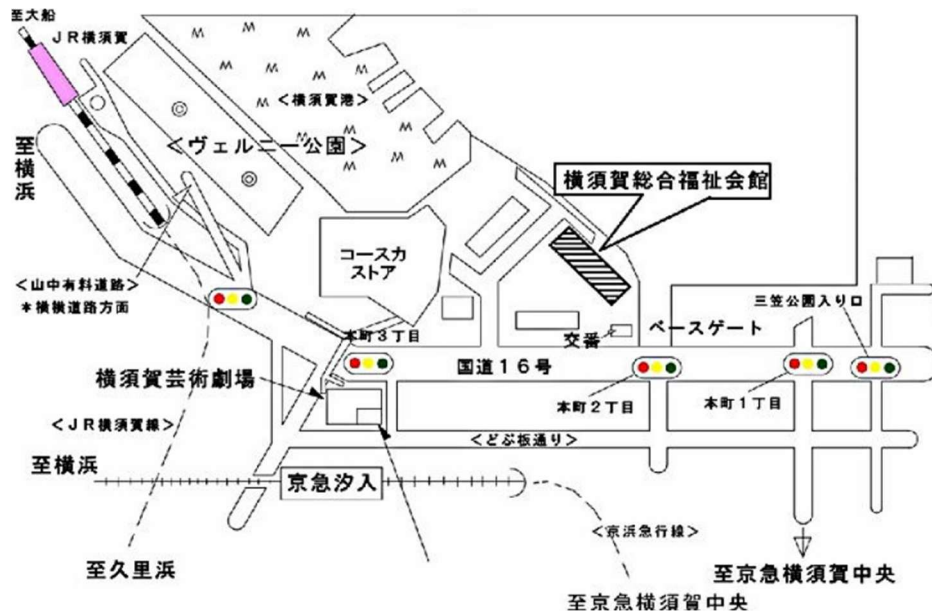 至大船
JR横須賀
<横須賀港>
<ヴェルニー公園>
至横浜
横須賀総合福祉会館
コースカ
ストア
<山中有料道路>
*横横道路方面
三笠公園入り口
本町3丁目
交番
ベースゲート
国道16号
横須賀芸術劇場
本町2丁目
本町1丁目
<JR横須賀線>
<どぶ板通り>
至横浜
京急汐入
<京浜急行線>
至久里浜
至京急横須賀中央
至京急横須賀中央